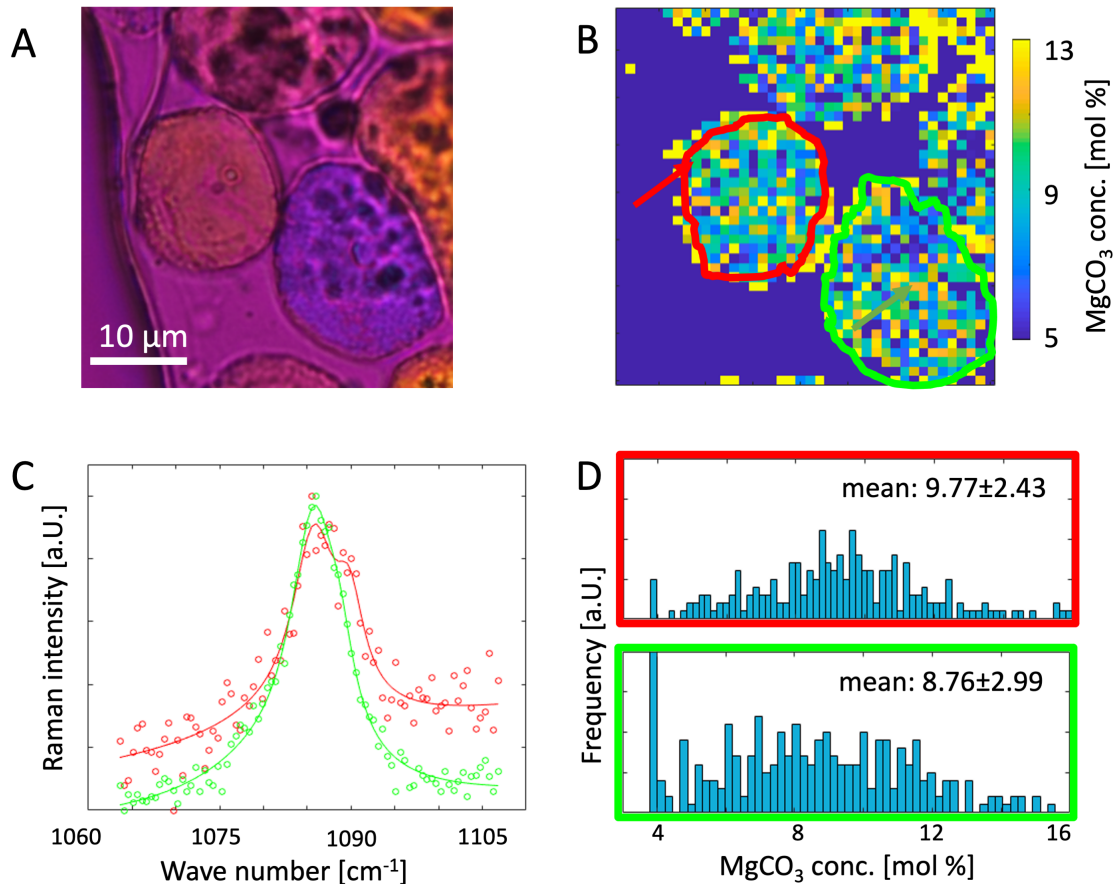 A
10 µm
B
13
9
5
MgCO₃ conc. [mol %]
C
Raman intensity [a.U.]
1060 1075 1090 1105
Wave number [cm⁻¹]
D
mean: 9.77±2.43
mean: 8.76±2.99
Frequency [a.U.]
4 8 12 16
MgCO₃ conc. [mol %]